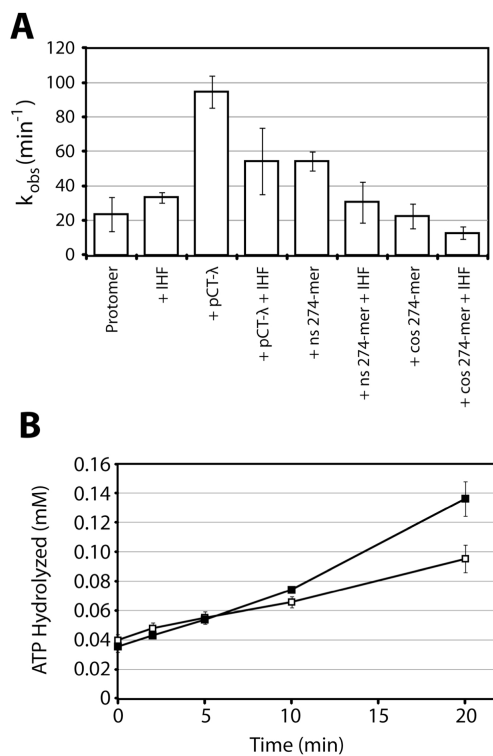 A
120
100
80
60
40
20
0
k_obs (min⁻¹)
Protomer
+ IHF
+ pCT-λ
+ pCT-λ + IHF
+ ns 274-mer
+ ns 274-mer + IHF
+ cos 274-mer
+ cos 274-mer + IHF
B
0.16
0.14
0.12
0.10
0.08
0.06
0.04
0.02
0
ATP Hydrolyzed (mM)
0 5 10 15 20
Time (min)